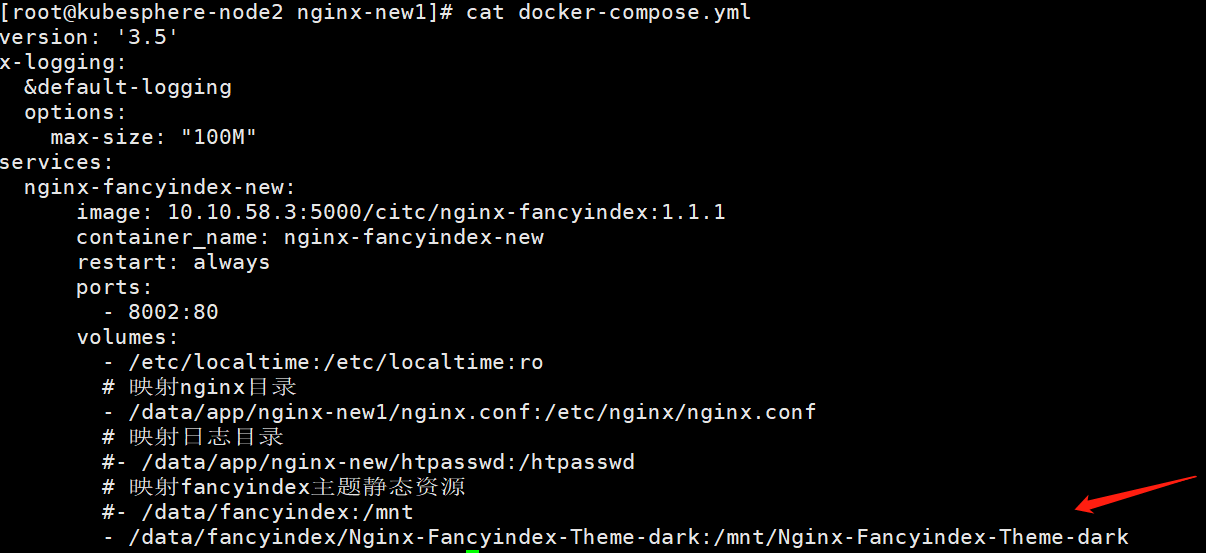 [root@kubesphere-node2 nginx-new1]# cat docker-compose.yml
version: '3.5'
x-logging:
  &default-logging
  options:
    max-size: "100M"
services:
  nginx-fancyindex-new:
      image: 10.10.58.3:5000/citc/nginx-fancyindex:1.1.1
      container_name: nginx-fancyindex-new
      restart: always
      ports:
        - 8002:80
      volumes:
        - /etc/localtime:/etc/localtime:ro
        # 映射nginx目录
        - /data/app/nginx-new1/nginx.conf:/etc/nginx/nginx.conf
        # 映射日志目录
        #- /data/app/nginx-new/htpasswd:/htpasswd
        # 映射fancyindex主题静态资源
        #- /data/fancyindex:/mnt
        - /data/fancyindex/Nginx-Fancyindex-Theme-dark:/mnt/Nginx-Fancyindex-Theme-dark